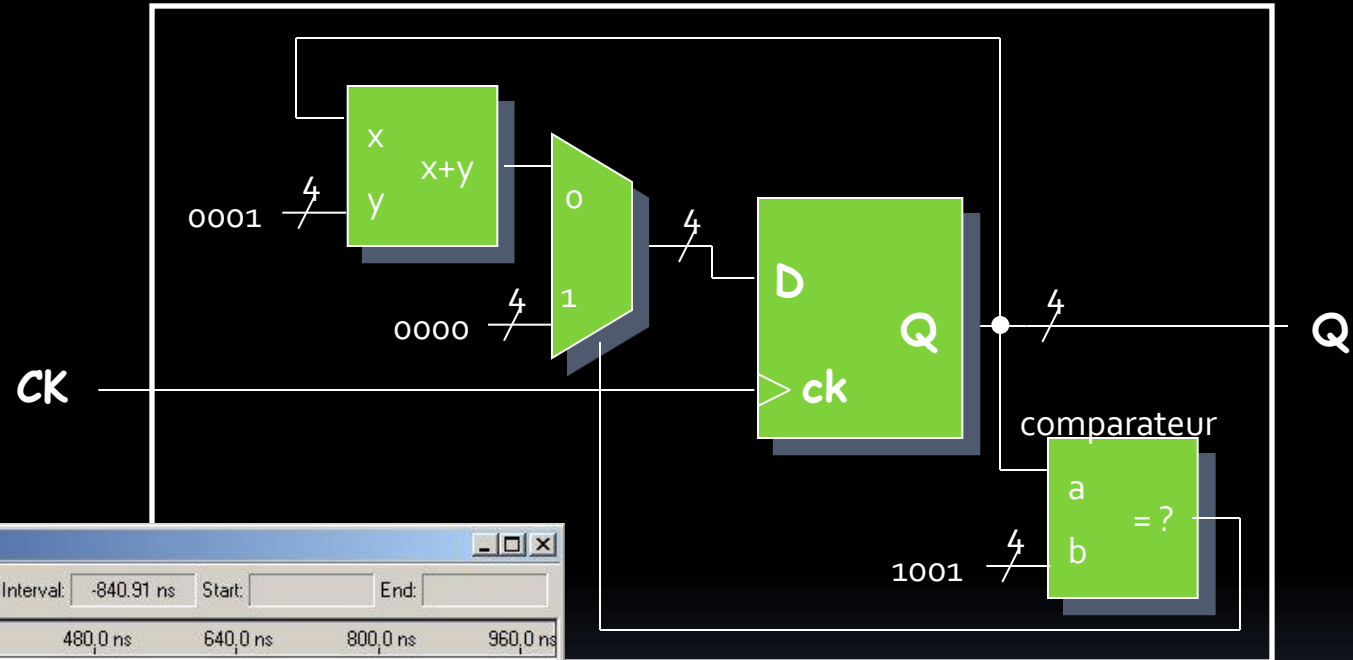 x
x+y
y
4
0001
0
1
4
0000
4
D
Q
ck
4
Q
CK
comparateur
a
= ?
b
4
1001
Interval: -840.91 ns Start: End:
480.0 ns 640.0 ns 800.0 ns 960.0 ns